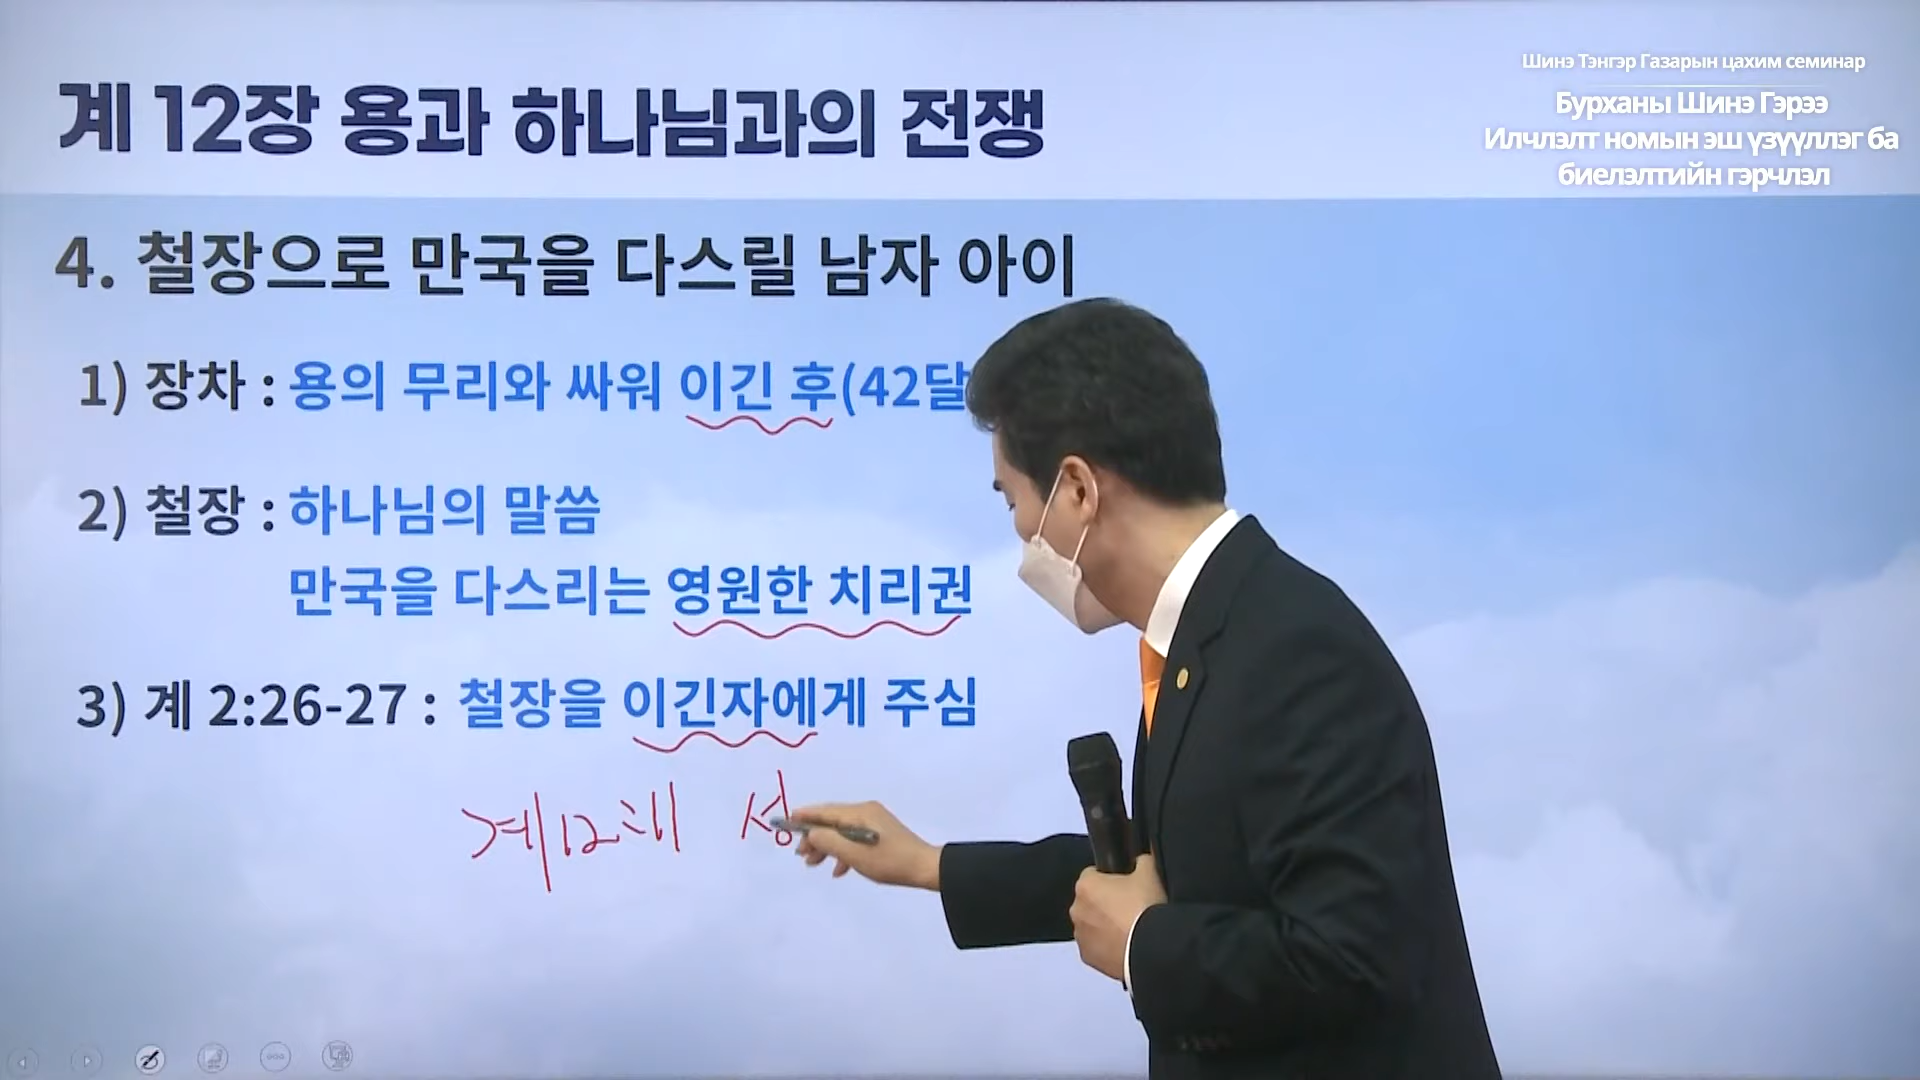 계 12장 용과 하나님과의 전쟁
Шинэ Тэнгэр Газарын цахим семинар
Бурханы Шинэ Гэрээ
Илчлэлт номын эш үзүүллэг ба
биелэлтийн гэрчлэл
4. 철장으로 만국을 다스릴 남자 아이
1) 장차 : 용의 무리와 싸워 이긴 후(42달
2) 철장 : 하나님의 말씀
만국을 다스리는 영원한 치리권
3) 계 2:26-27 : 철장을 이긴자에게 주심
계12 성